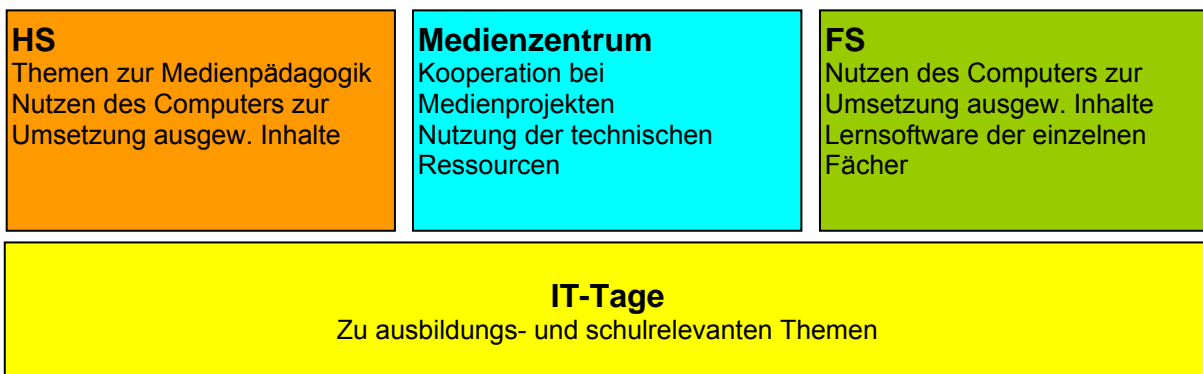 HS
Themen zur Medienpädagogik
Nutzen des Computers zur
Umsetzung ausgew. Inhalte
Medienzentrum
Kooperation bei
Medienprojekten
Nutzung der technischen
Ressourcen
FS
Nutzen des Computers zur
Umsetzung ausgew. Inhalte
Lernsoftware der einzelnen
Fächer
IT-Tage
Zu ausbildungs- und schulrelevanten Themen